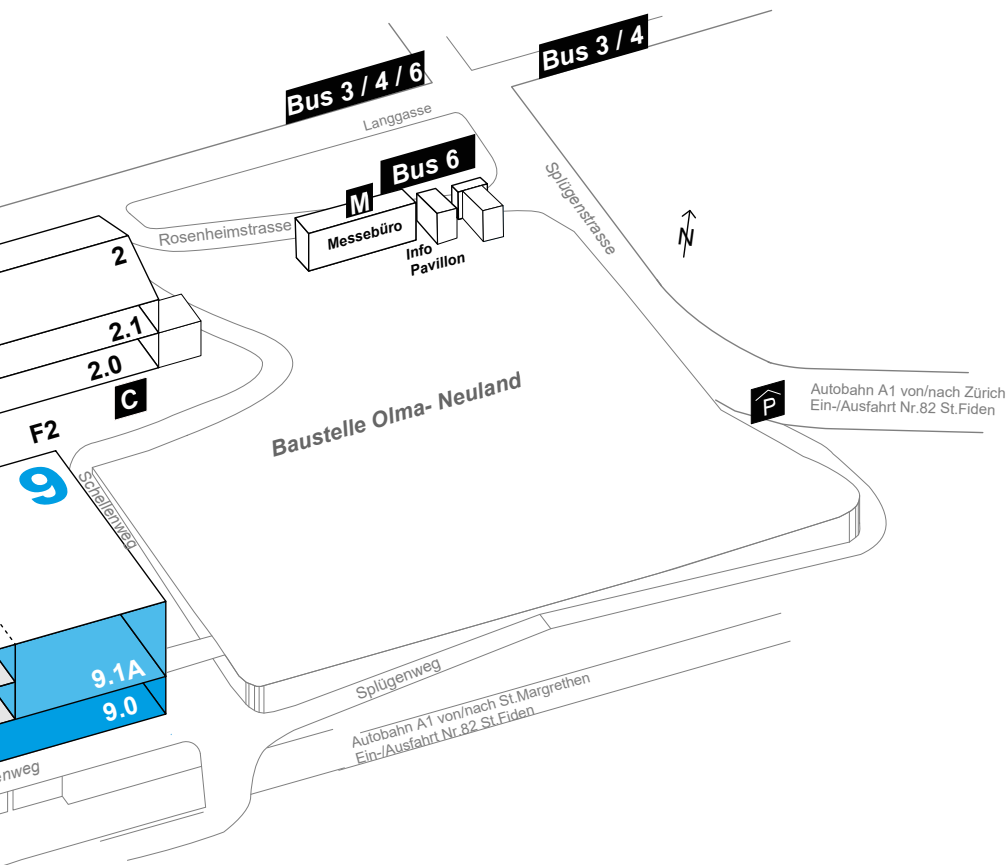 Bus 3 / 4
Bus 3 / 4 / 6
Langgasse
Bus 6
Splügenstrasse
M
Rosenheimstrasse
Messebüro
Info
Pavillon
N
2
2.1
2.0
C
F2
Baustelle Olma- Neuland
P
Autobahn A1 von/nach Zürich
Ein-/Ausfahrt Nr.82 St.Fiden
9
Schellenweg
9.1A
9.0
Splügenweg
Autobahn A1 von/nach St.Margrethen
Ein-/Ausfahrt Nr.82 St.Fiden
enweg